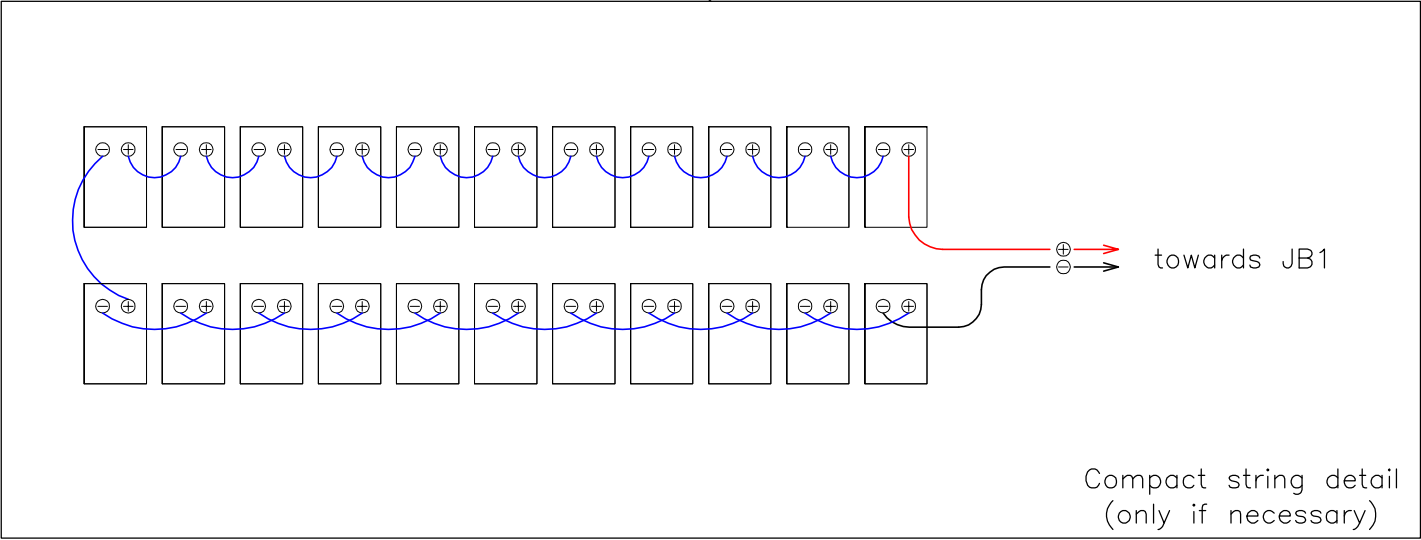 towards JB1
Compact string detail
(only if necessary)